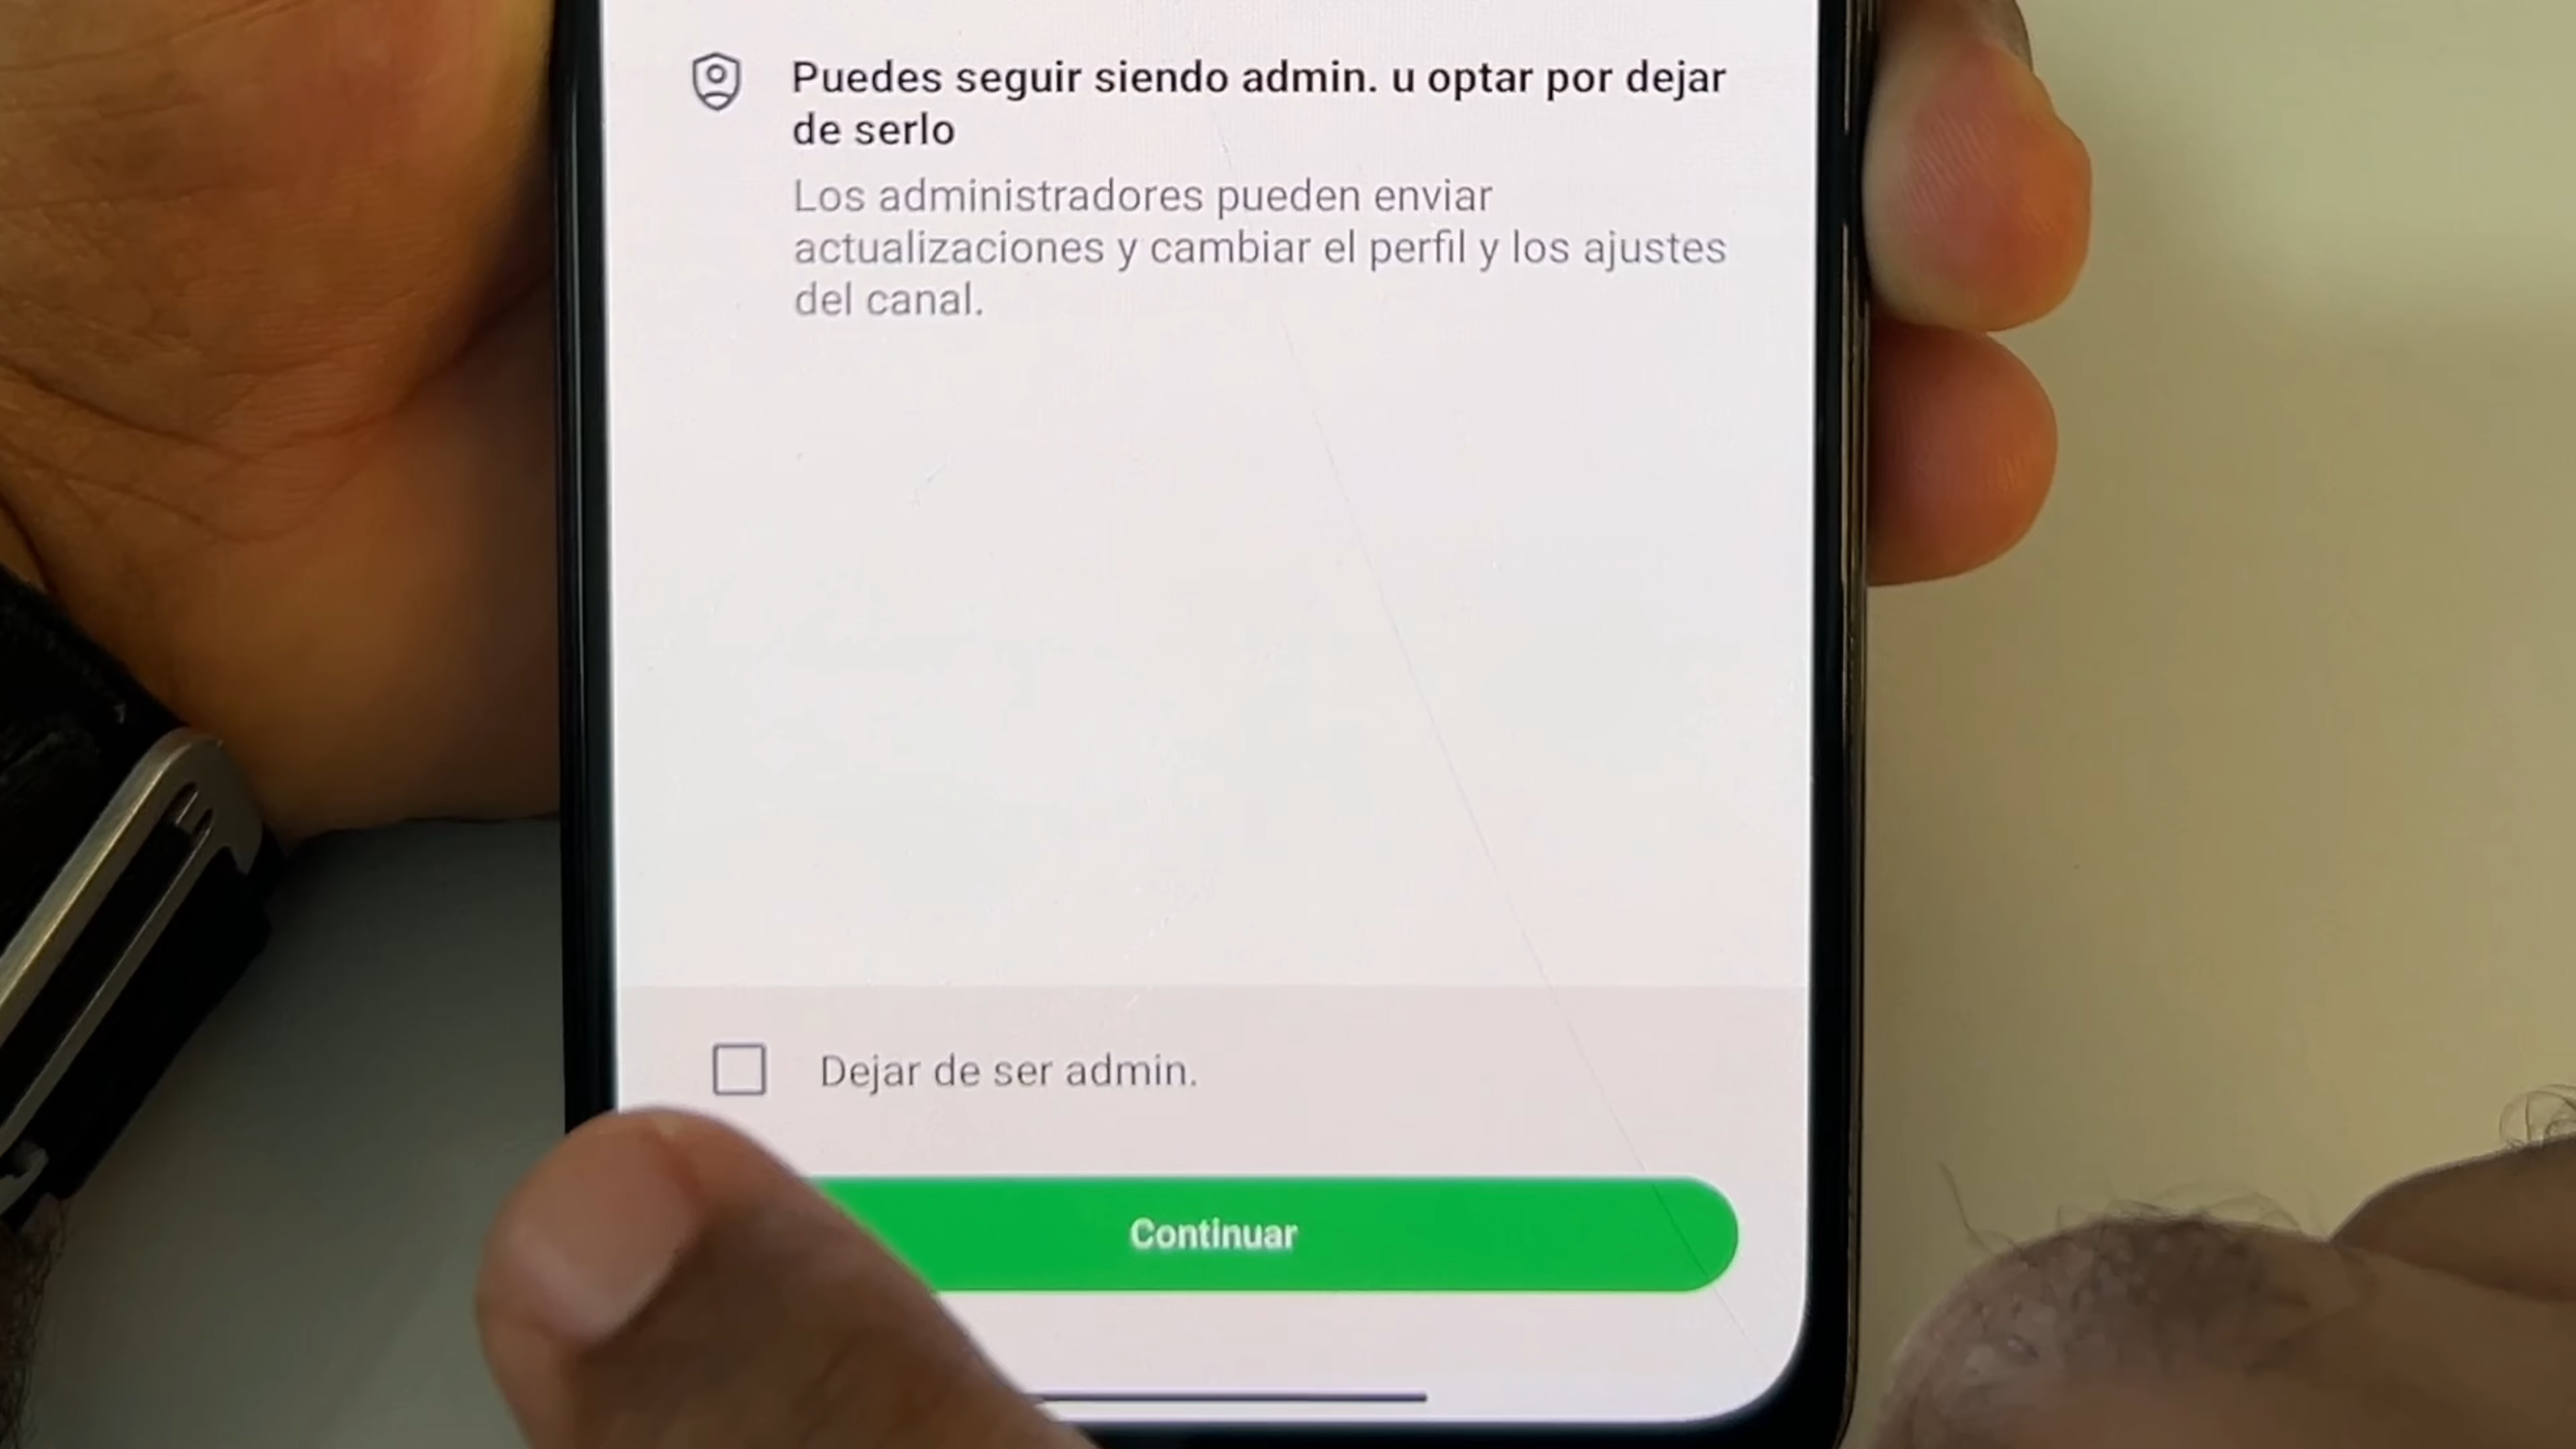 Puedes seguir siendo admin. u optar por dejar
de serlo
Los administradores pueden enviar
actualizaciones y cambiar el perfil y los ajustes
del canal.
Dejar de ser admin.
Continuar